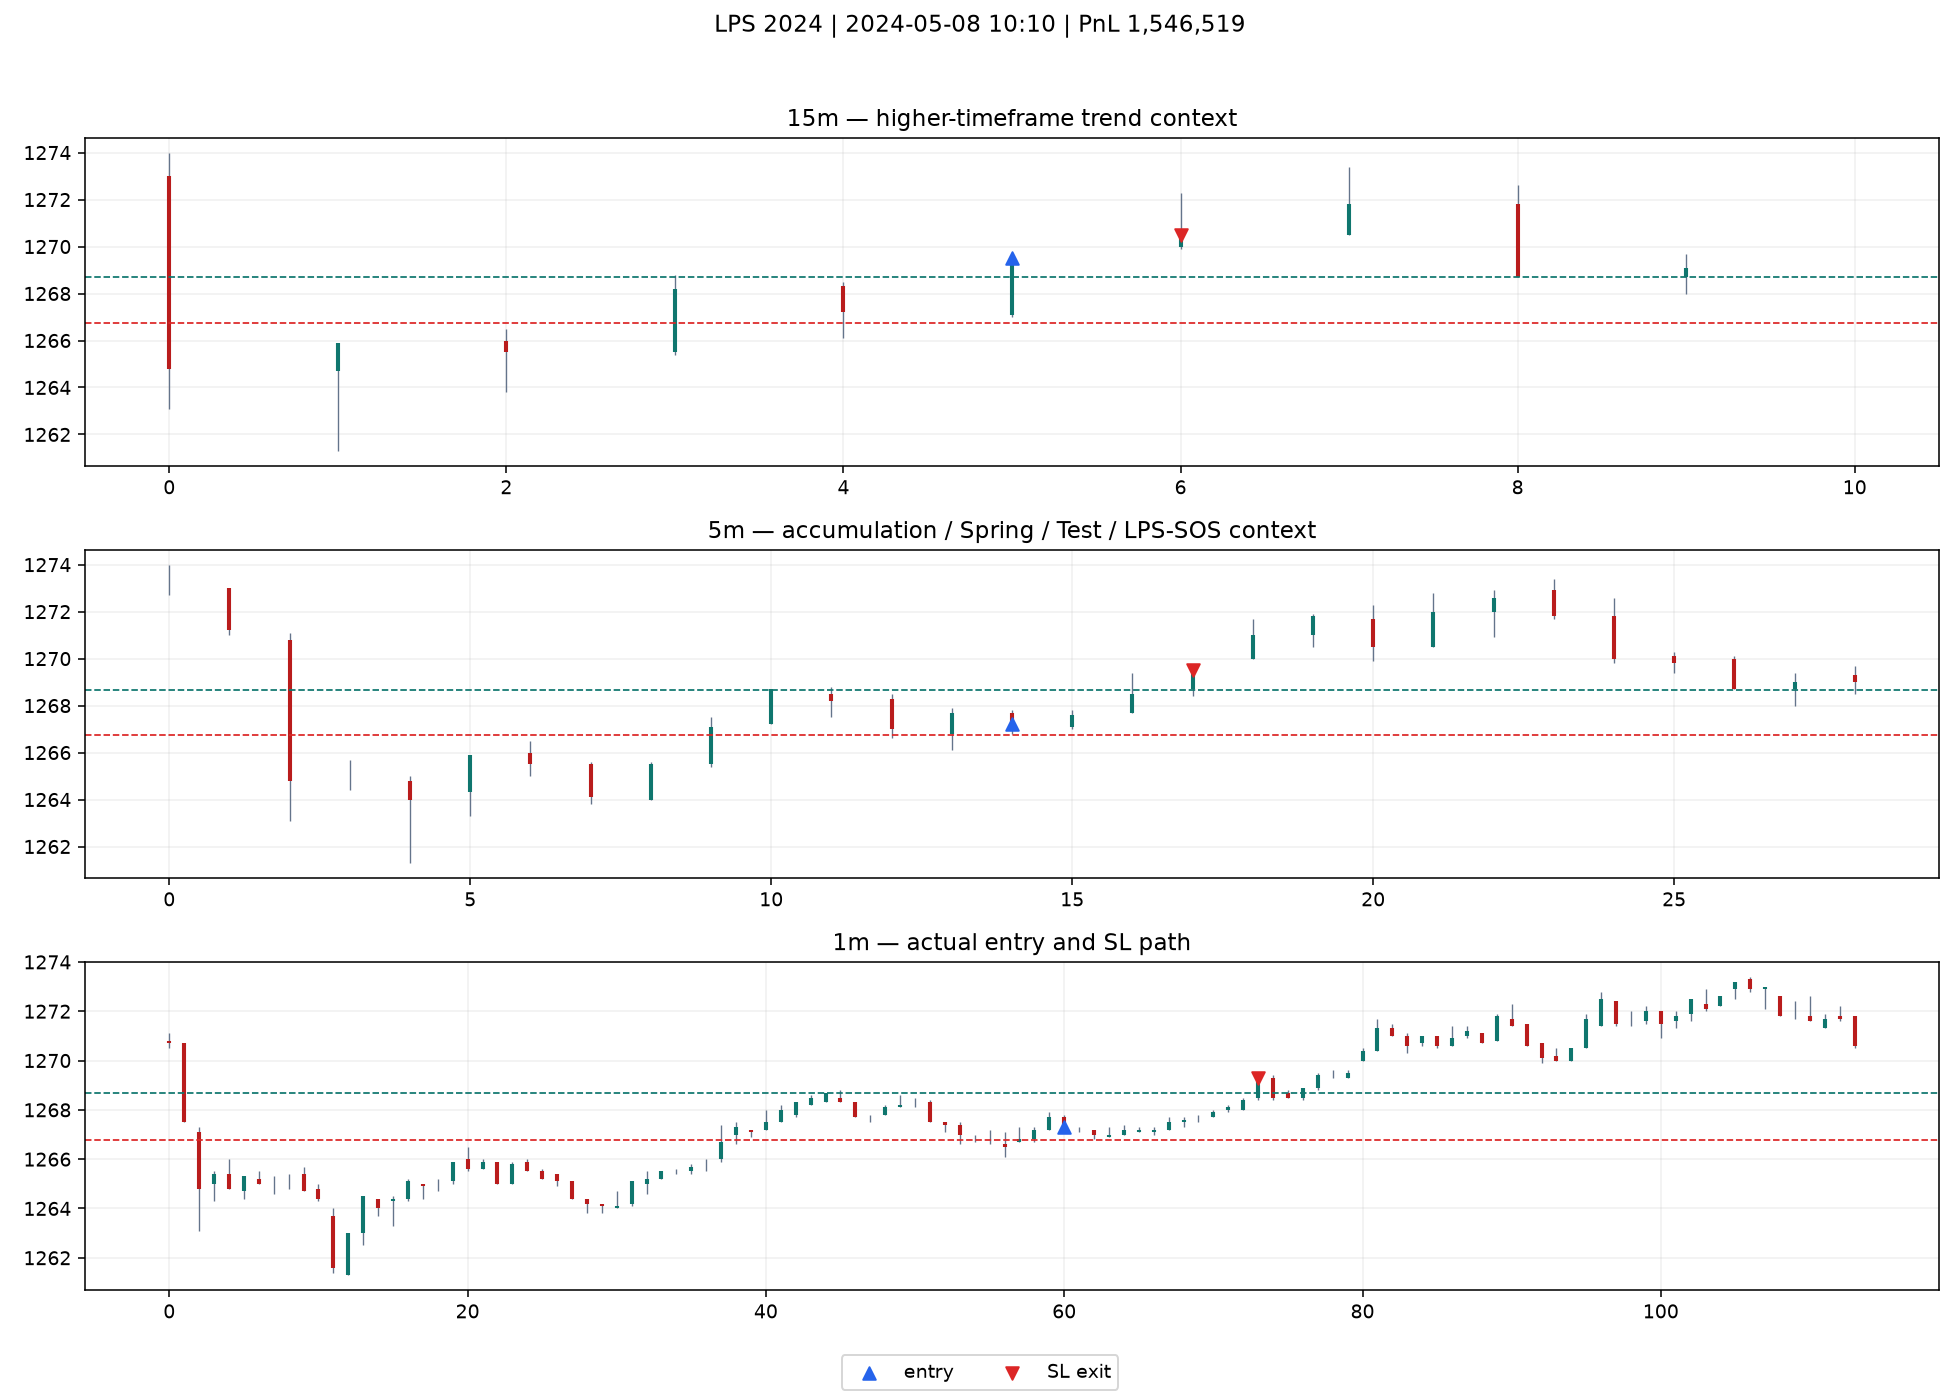 LPS 2024 | 2024-05-08 10:10 | PnL 1,546,519
15m — higher-timeframe trend context
1274
1272
1270
1268
1266
1264
1262
0 2 4 6 8 10
5m — accumulation / Spring / Test / LPS-SOS context
1274
1272
1270
1268
1266
1264
1262
0 5 10 15 20 25
1m — actual entry and SL path
1274
1272
1270
1268
1266
1264
1262
0 20 40 60 80 100
entry SL exit